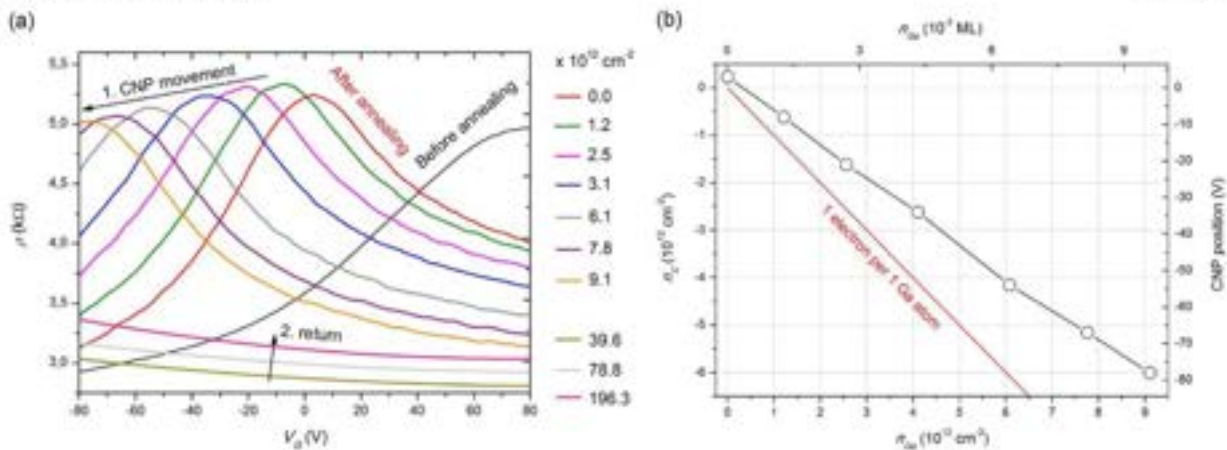 (a)
x 10¹² cm⁻²
5,5
5,0
4,5
4,0
3,5
3,0
ρ (kΩ)
1. CNP movement
After annealing
Before annealing
2. return
-80 -60 -40 -20 0 20 40 60 80
V_G (V)
0.0
1.2
2.5
3.1
6.1
7.8
9.1
39.6
78.8
196.3
(b)
n_Ga (10⁻³ ML)
0 3 6 9
0
-1
-2
-3
-4
-5
-6
(10¹² cm⁻²)
1 electron per 1 Ga atom
0
-10
-20
-30
-40
-50
-60
-70
-80
CNP position (V)
0 1 2 3 4 5 6 7 8 9
n_Ga (10¹² cm⁻²)